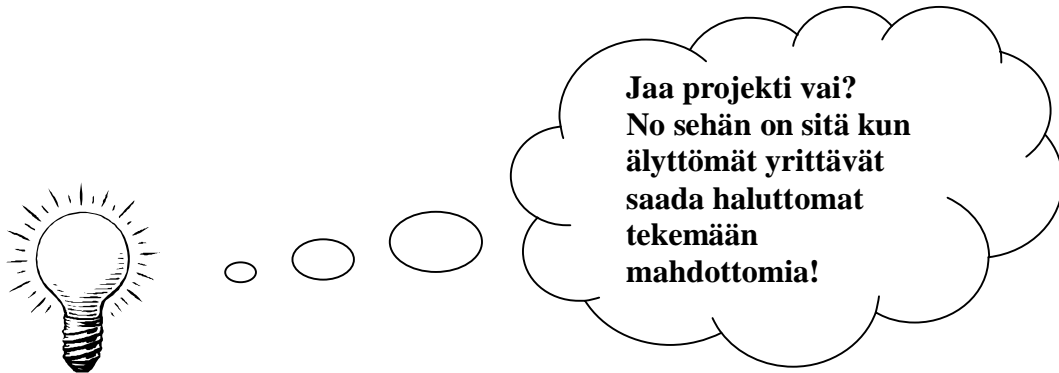 Jaa projekti vai?
No sehän on sitä kun
älyttömät yrittävät
saada haluttomat
tekemään
mahdottomia!